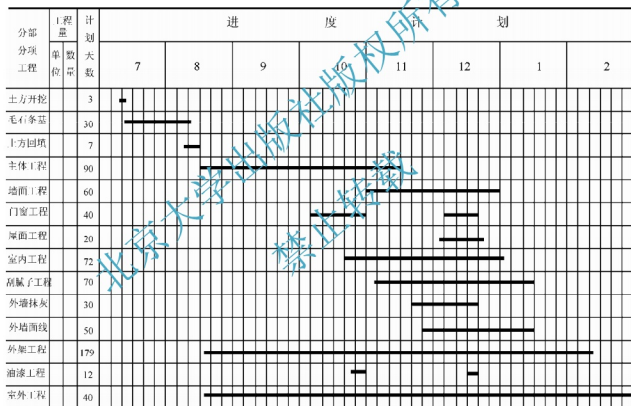 分部
分项
工程
工程
量
单位
数量
计划天数
进度计划
7 8 9 10 11 12 1 2
土方开挖 3
毛石条基 30
土方回填 7
主体工程 90
墙面工程 60
门窗工程 40
屋面工程 20
室内工程 72
刮腻子工程 70
外墙抹灰 30
外墙面线 50
外架工程 179
油漆工程 12
室外工程 40
北京大学出版社版权所有
禁止转载